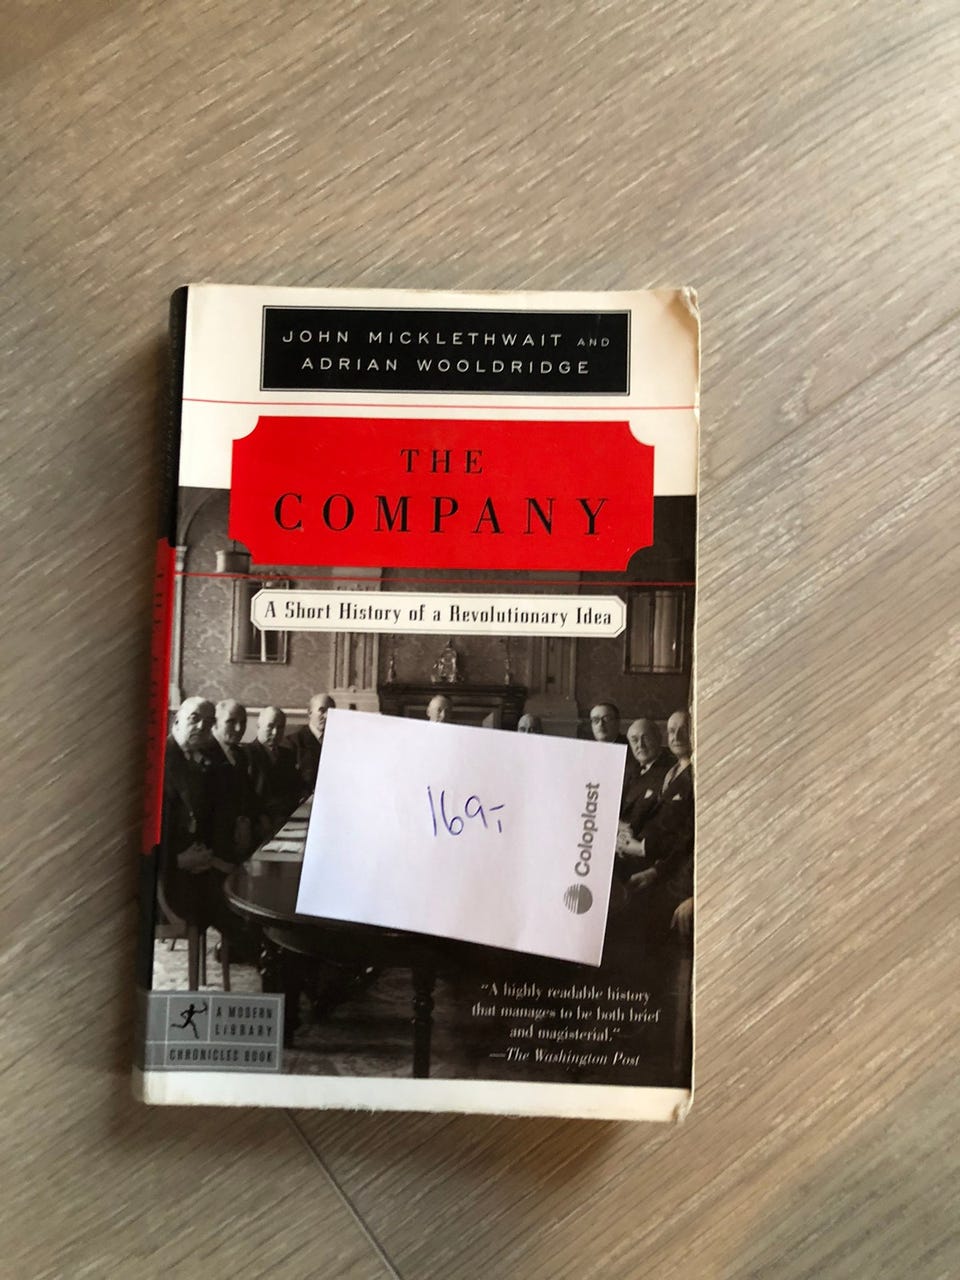 JOHN MICKLETHWAIT AND
ADRIAN WOOLDRIDGE
THE
COMPANY
A Short History of a Revolutionary Idea
169,-
Coloplast
"A highly readable history
that manages to be both brief
and magisterial."
—The Washington Post
A MODERN
LIBRARY
CHRONICLES BOOK